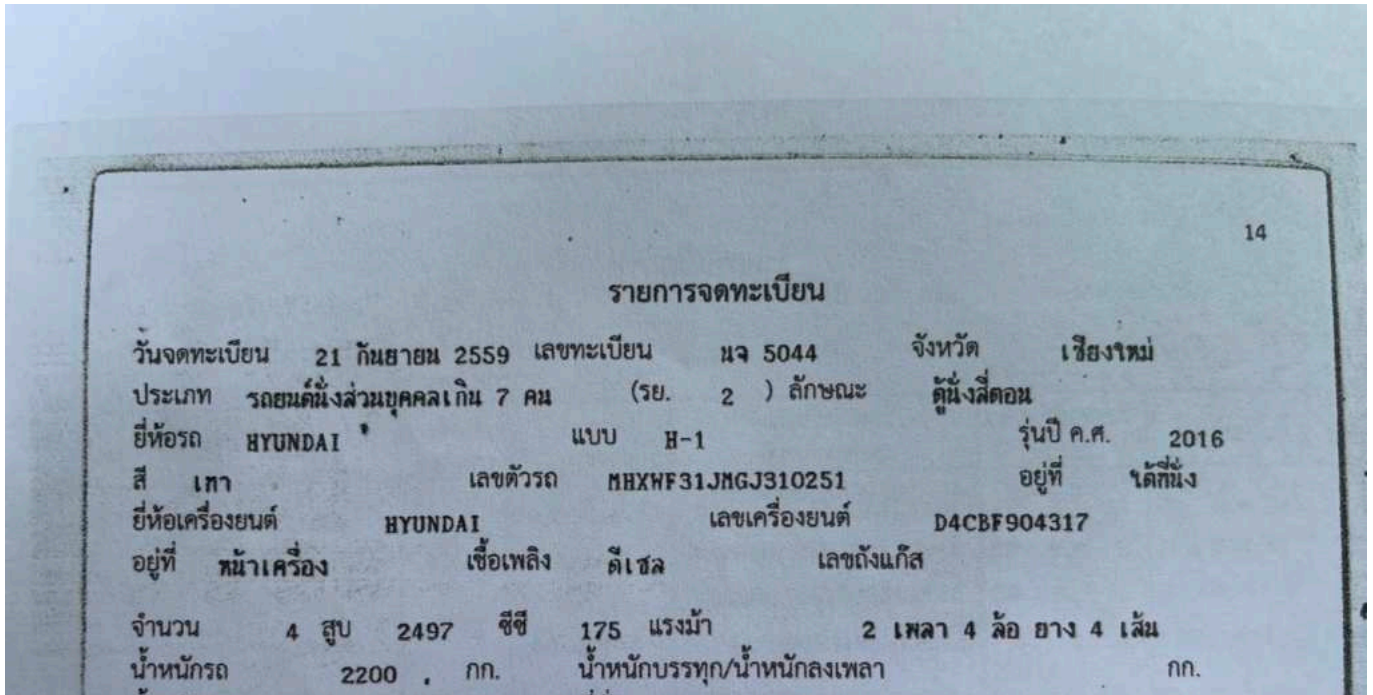 14
รายการจดทะเบียน
วันจดทะเบียน 21 กันยายน 2559 เลขทะเบียน นจ 5044 จังหวัด เชียงใหม่
ประเภท รถยนต์นั่งส่วนบุคคลเกิน 7 คน (รย. 2 ) ลักษณะ ตู้นั่งสี่ตอน
ยี่ห้อรถ HYUNDAI แบบ H-1 รุ่นปี ค.ศ. 2016
สี เทา เลขตัวรถ MHXWF31JMGJ310251 อยู่ที่ ใต้ที่นั่ง
ยี่ห้อเครื่องยนต์ HYUNDAI เลขเครื่องยนต์ D4CBF904317
อยู่ที่ หน้าเครื่อง เชื้อเพลิง ดีเซล เลขถังแก๊ส
จำนวน 4 สูบ 2497 ซีซี 175 แรงม้า 2 เพลา 4 ล้อ ยาง 4 เส้น
น้ำหนักรถ 2200 . กก. น้ำหนักบรรทุก/น้ำหนักลงเพลา กก.